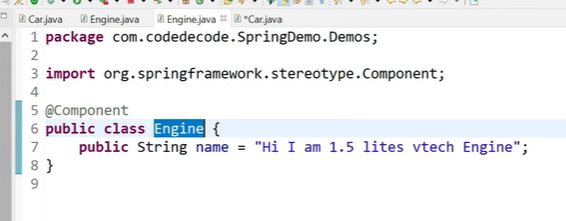 Car.java Engine.java Engine.java *Car.java
1 package com.codedecode.SpringDemo.Demos;
2
3 import org.springframework.stereotype.Component;
4
5 @Component
6 public class Engine {
7 public String name = "Hi I am 1.5 lites vtech Engine";
8 }
9